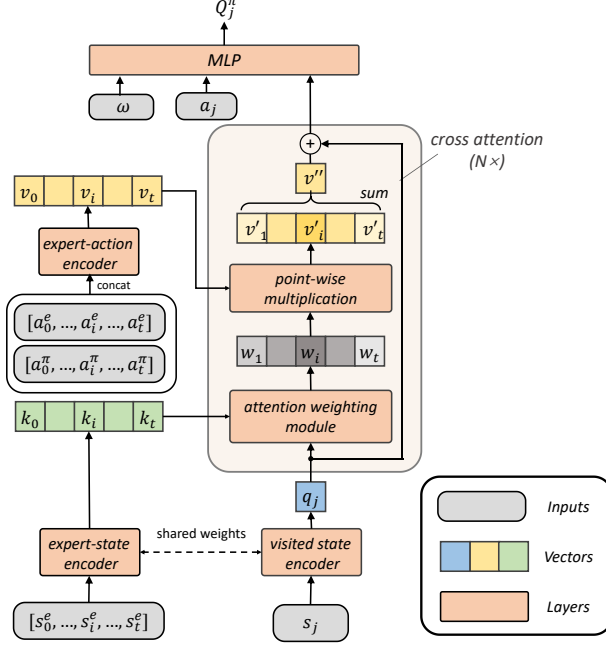 Q_j^π
MLP
ω
a_j
cross attention
(N×)
+
v''
sum
v_0 v_i v_t
v'_1 v'_i v'_t
expert-action
encoder
point-wise
multiplication
concat
[a_0^e, ..., a_i^e, ..., a_t^e]
[a_0^π, ..., a_i^π, ..., a_t^π]
w_1 w_i w_t
k_0 k_i k_t
attention weighting
module
q_j
Inputs
shared weights
expert-state
encoder
visited state
encoder
Vectors
Layers
[s_0^e, ..., s_i^e, ..., s_t^e]
s_j